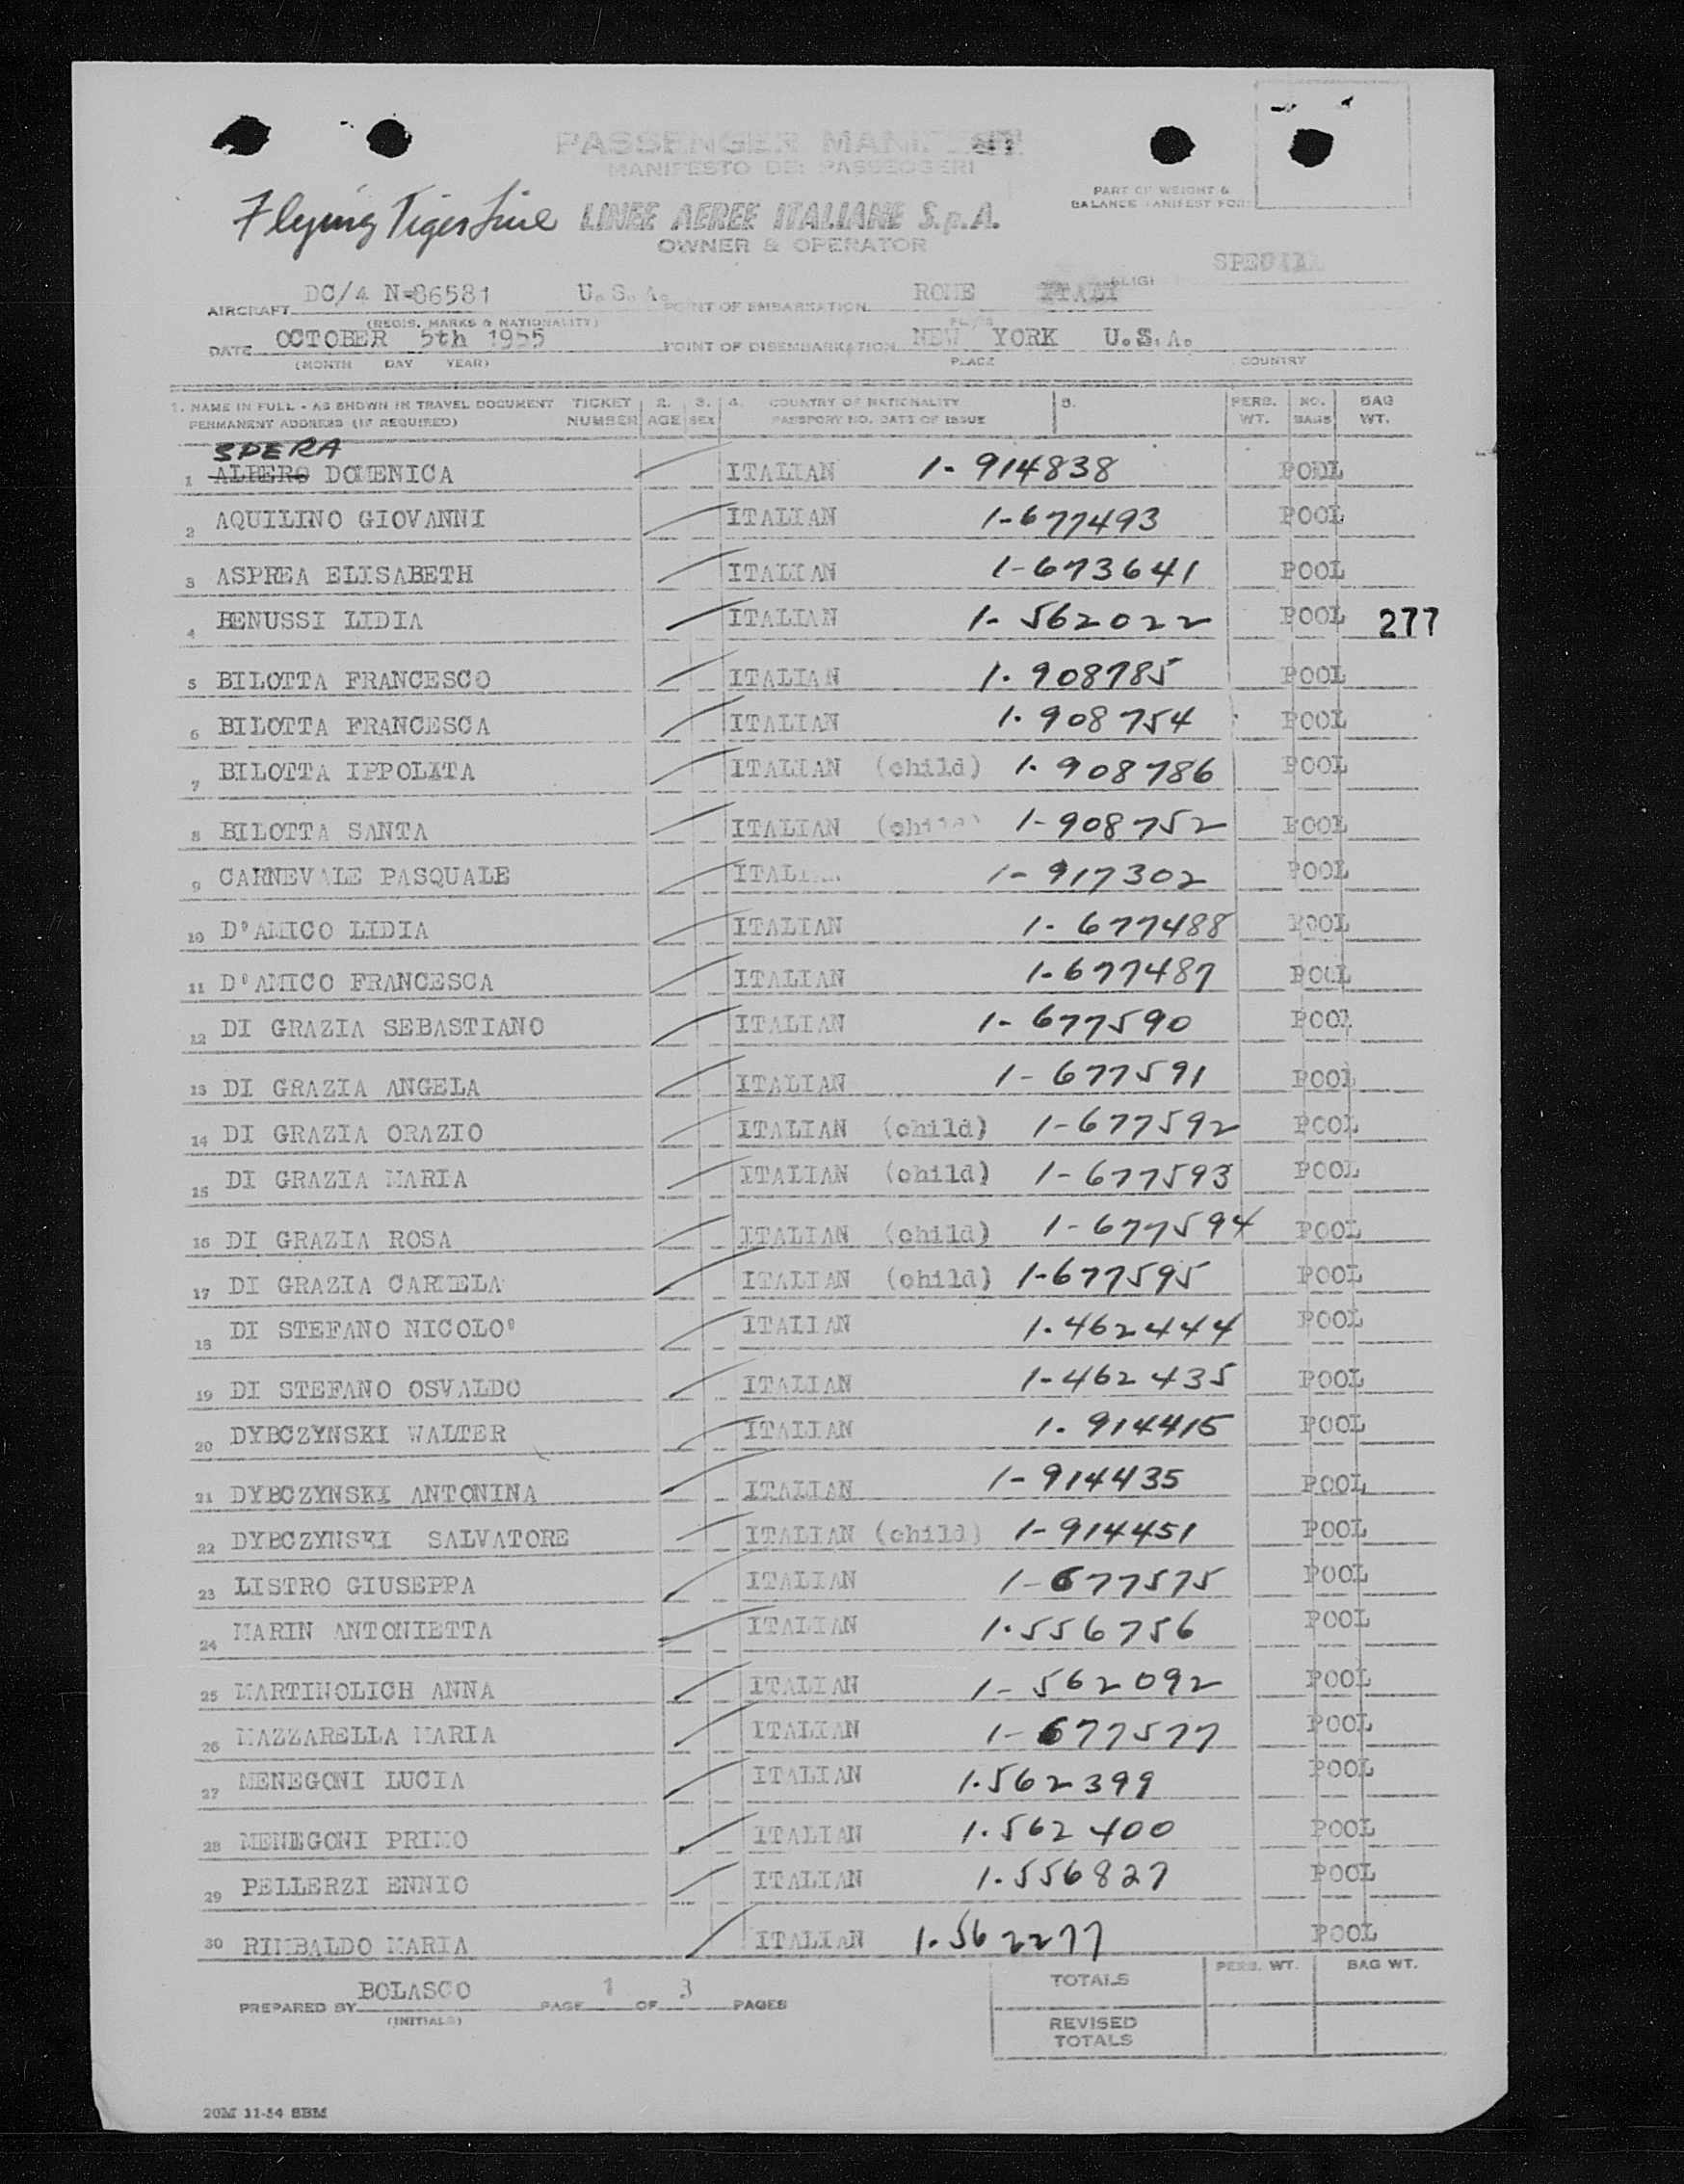 PASSENGER MANIFEST
MANIFESTO DEI PASSEGGERI
PART OF WEIGHT &
BALANCE MANIFEST FOR
Flying Tiger Line LINEE AEREE ITALIANE S.p.A.
OWNER & OPERATOR
SPECIAL
AIRCRAFT DC/4 N-86581 U.S.A. POINT OF EMBARKATION ROME ITALY
(REGIS. MARKS & NATIONALITY)
DATE OCTOBER 5th 1955 POINT OF DISEMBARKATION NEW YORK U.S.A.
(MONTH DAY YEAR) PLACE COUNTRY
1. NAME IN FULL - AS SHOWN IN TRAVEL DOCUMENT TICKET 2. 3. 4. COUNTRY OF NATIONALITY 5. PERS. NO. BAG
PERMANENT ADDRESS (IF REQUIRED) NUMBER AGE SEX PASSPORT NO. DATE OF ISSUE WT. BAGS WT.
SPERA
1 ALBERO DOMENICA ITALIAN 1-914838 POOL
2 AQUILINO GIOVANNI ITALIAN 1-677493 POOL
3 ASPREA ELISABETH ITALIAN 1-673641 POOL
4 BENUSSI LIDIA ITALIAN 1-562022 POOL 277
5 BILOTTA FRANCESCO ITALIAN 1.908785 POOL
6 BILOTTA FRANCESCA ITALIAN 1.908754 POOL
7 BILOTTA IPPOLITA ITALIAN (child) 1.908786 POOL
8 BILOTTA SANTA ITALIAN (child) 1-908752 POOL
9 CARNEVALE PASQUALE ITALIAN 1-917302 POOL
10 D'AMICO LIDIA ITALIAN 1-677488 POOL
11 D'AMICO FRANCESCA ITALIAN 1-677487 POOL
12 DI GRAZIA SEBASTIANO ITALIAN 1-677590 POOL
13 DI GRAZIA ANGELA ITALIAN 1-677591 POOL
14 DI GRAZIA ORAZIO ITALIAN (child) 1-677592 POOL
15 DI GRAZIA MARIA ITALIAN (child) 1-677593 POOL
16 DI GRAZIA ROSA ITALIAN (child) 1-677594 POOL
17 DI GRAZIA CARMELA ITALIAN (child) 1-677595 POOL
18 DI STEFANO NICOLO' ITALIAN 1.462444 POOL
19 DI STEFANO OSVALDO ITALIAN 1-462435 POOL
20 DYBCZYNSKI WALTER ITALIAN 1.914415 POOL
21 DYBCZYNSKI ANTONINA ITALIAN 1-914435 POOL
22 DYBCZYNSKI SALVATORE ITALIAN (child) 1-914451 POOL
23 LISTRO GIUSEPPA ITALIAN 1-677575 POOL
24 MARIN ANTONIETTA ITALIAN 1.556756 POOL
25 MARTINOLICH ANNA ITALIAN 1-562092 POOL
26 MAZZARELLA MARIA ITALIAN 1-677577 POOL
27 MENEGONI LUCIA ITALIAN 1.562399 POOL
28 MENEGONI PRIMO ITALIAN 1.562400 POOL
29 PELLERZI ENNIO ITALIAN 1.556827 POOL
30 RIMBALDO MARIA ITALIAN 1.562277 POOL
PREPARED BY BOLASCO PAGE 1 OF 3 PAGES
(INITIALS)
PERS. WT. BAG WT.
TOTALS
REVISED
TOTALS
20M 11-54 SBM